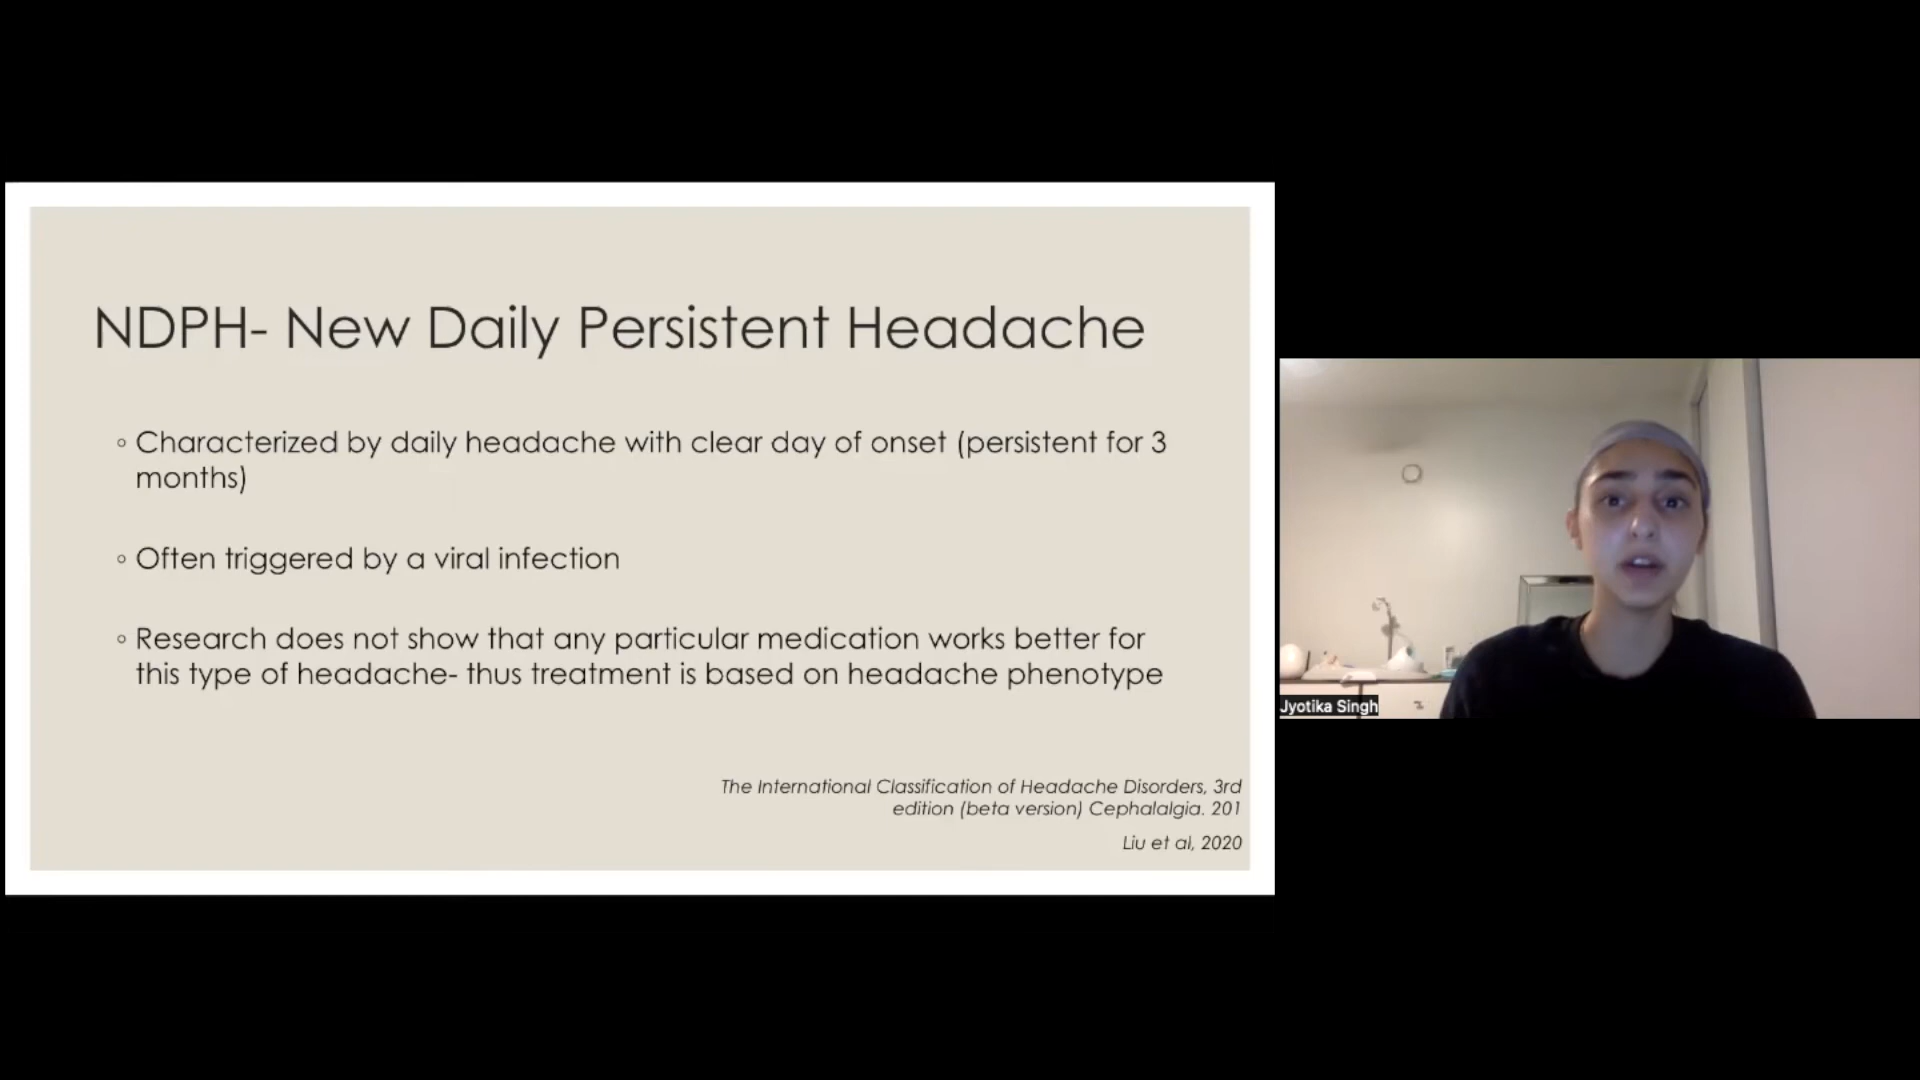 NDPH- New Daily Persistent Headache
◦ Characterized by daily headache with clear day of onset (persistent for 3
months)
◦ Often triggered by a viral infection
◦ Research does not show that any particular medication works better for
this type of headache- thus treatment is based on headache phenotype
The International Classification of Headache Disorders, 3rd
edition (beta version) Cephalalgia. 201
Liu et al, 2020
Jyotika Singh